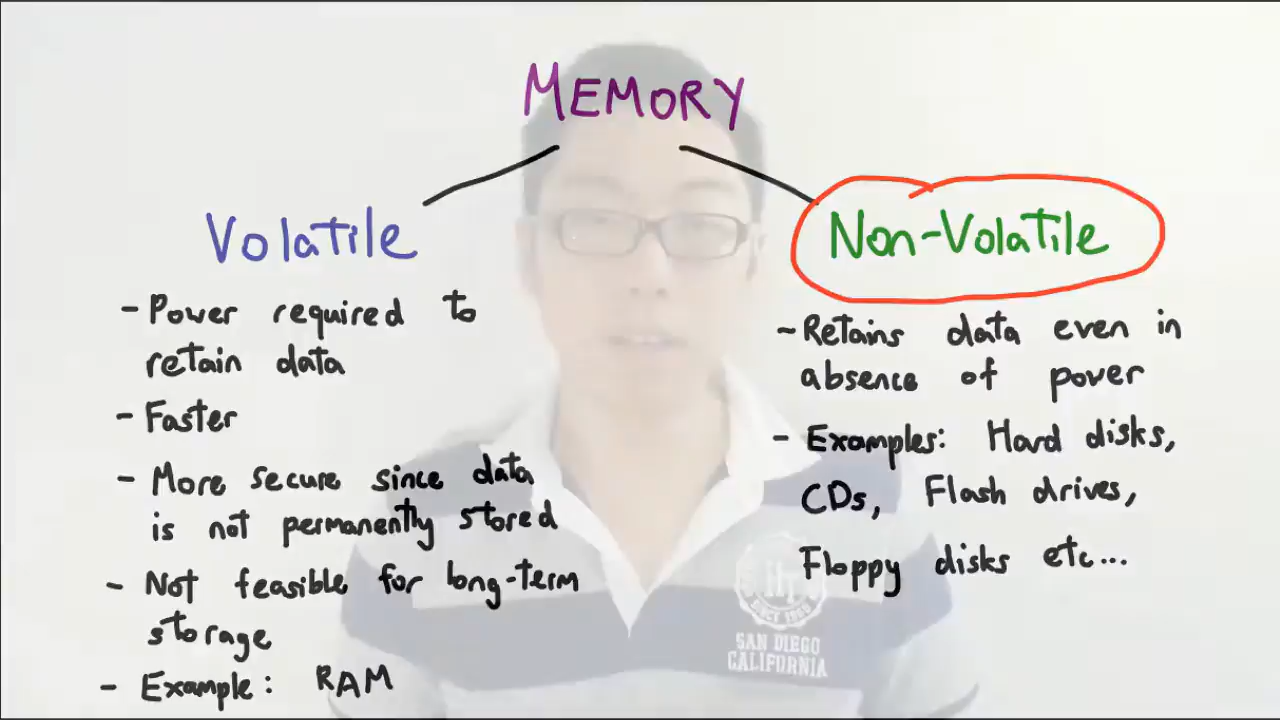 MEMORY
Volatile
- Power required to
retain data
- Faster
- More secure since data
is not permanently stored
- Not feasible for long-term
storage
- Example: RAM
Non-Volatile
- Retains data even in
absence of power
- Examples: Hard disks,
CDs, Flash drives,
Floppy disks etc...
SAN DIEGO
CALIFORNIA